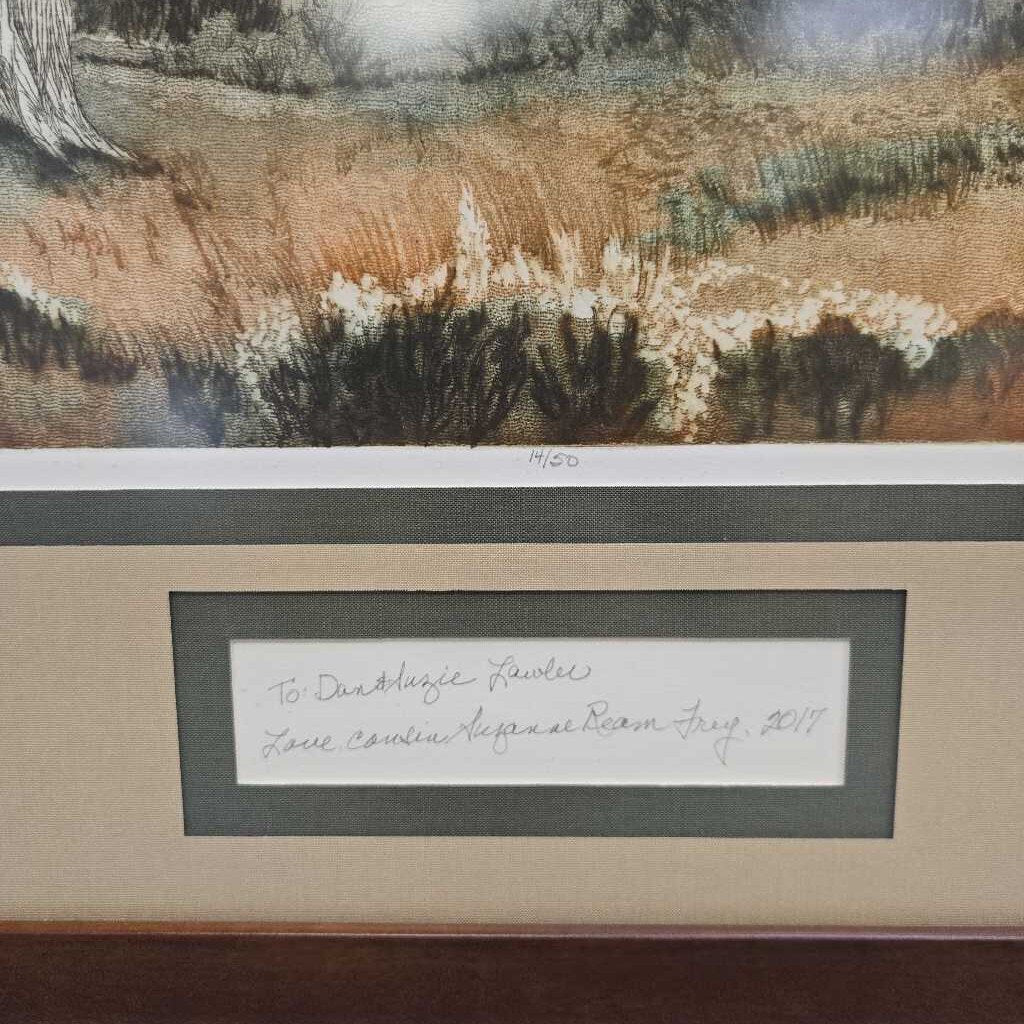 14/50
To: Dan & Suzie Lawler
Love, cousin Suzanne Ream Frey, 2017